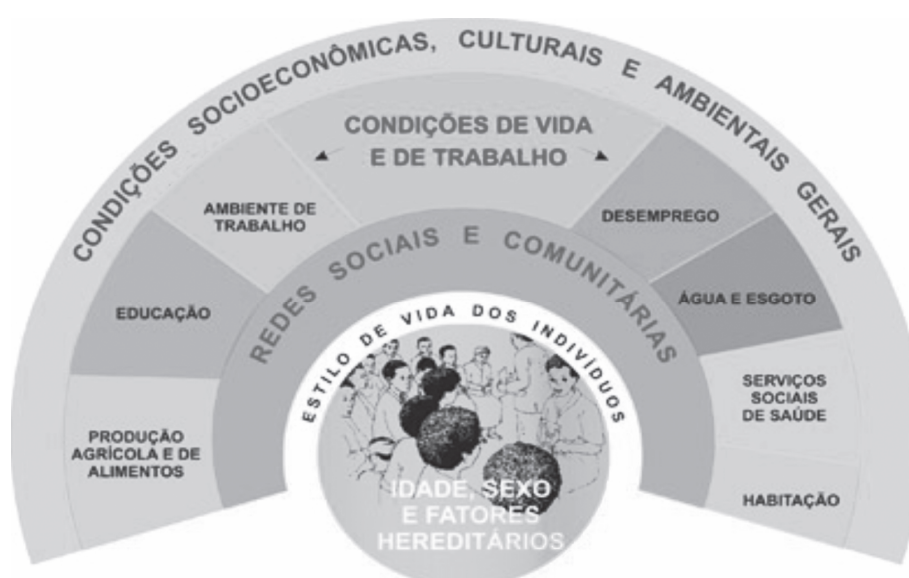 CONDIÇÕES SOCIOECONÔMICAS, CULTURAIS E AMBIENTAIS GERAIS
CONDIÇÕES DE VIDA
E DE TRABALHO
AMBIENTE DE
TRABALHO
DESEMPREGO
REDES SOCIAIS E COMUNITÁRIAS
EDUCAÇÃO
ÁGUA E ESGOTO
ESTILO DE VIDA DOS INDIVÍDUOS
SERVIÇOS
SOCIAIS
DE SAÚDE
PRODUÇÃO
AGRÍCOLA E DE
ALIMENTOS
HABITAÇÃO
IDADE, SEXO
E FATORES
HEREDITÁRIOS